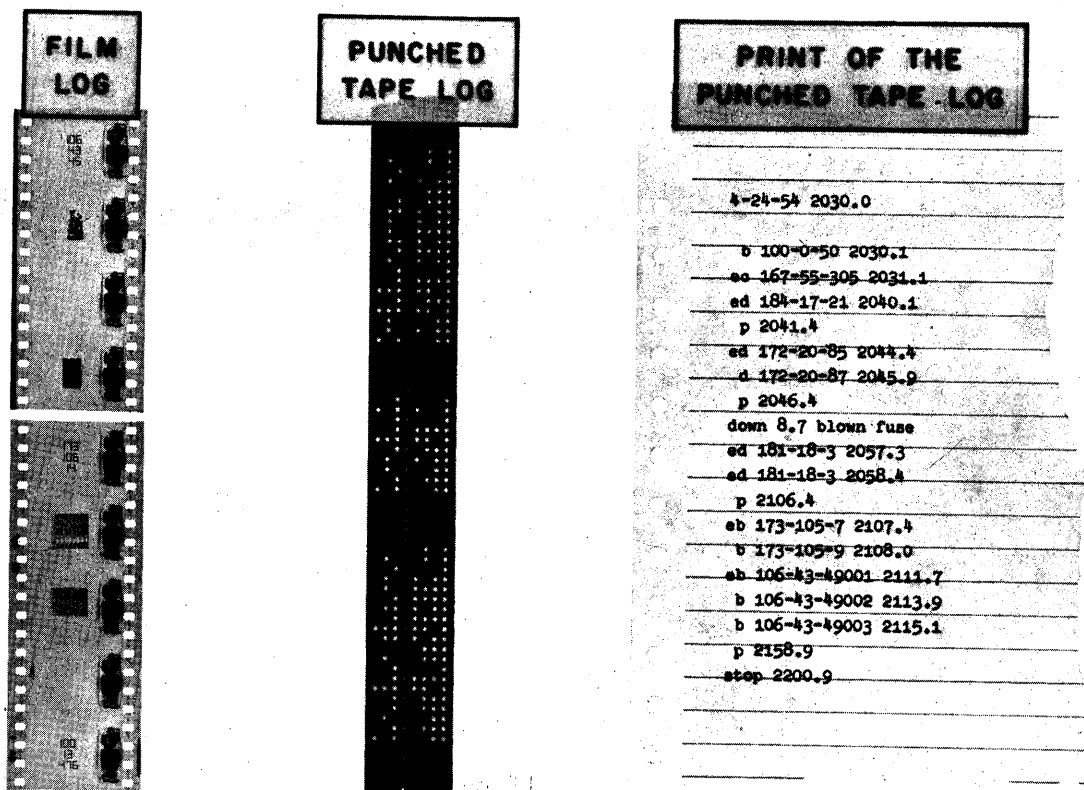 FILM
LOG
PUNCHED
TAPE LOG
PRINT OF THE
PUNCHED TAPE LOG
4-24-54 2030.0
b 100-0-50 2030.1
167-55-305 2031.1
ed 184-17-21 2040.1
p 2041.4
ed 172-20-85 2044.4
d 172-20-87 2045.9
p 2046.4
down 8.7 blown fuse
ed 181-18-3 2057.3
ed 181-18-3 2058.4
p 2106.4
eb 173-105-7 2107.4
b 173-105-9 2108.0
eb 106-43-49001 2111.7
b 106-43-49002 2113.9
b 106-43-49003 2115.1
p 2158.9
stop 2200.9